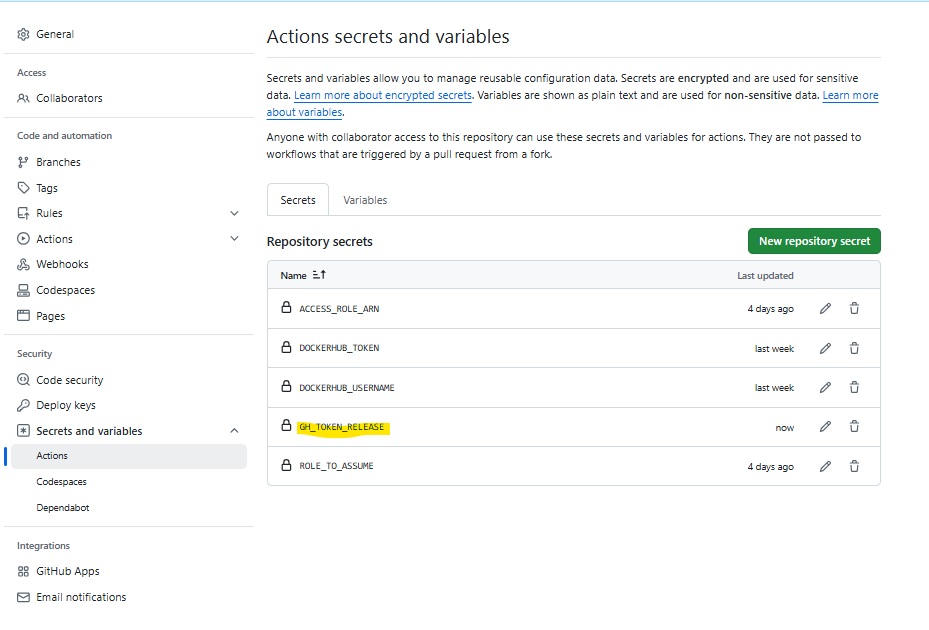 General
Access
Collaborators
Code and automation
Branches
Tags
Rules
Actions
Webhooks
Codespaces
Pages
Security
Code security
Deploy keys
Secrets and variables
Actions
Codespaces
Dependabot
Integrations
GitHub Apps
Email notifications
Actions secrets and variables
Secrets and variables allow you to manage reusable configuration data. Secrets are encrypted and are used for sensitive
data. Learn more about encrypted secrets. Variables are shown as plain text and are used for non-sensitive data. Learn more
about variables.
Anyone with collaborator access to this repository can use these secrets and variables for actions. They are not passed to
workflows that are triggered by a pull request from a fork.
Secrets Variables
Repository secrets New repository secret
Name Last updated
ACCESS_ROLE_ARN 4 days ago
DOCKERHUB_TOKEN last week
DOCKERHUB_USERNAME last week
GH_TOKEN_RELEASE now
ROLE_TO_ASSUME 4 days ago